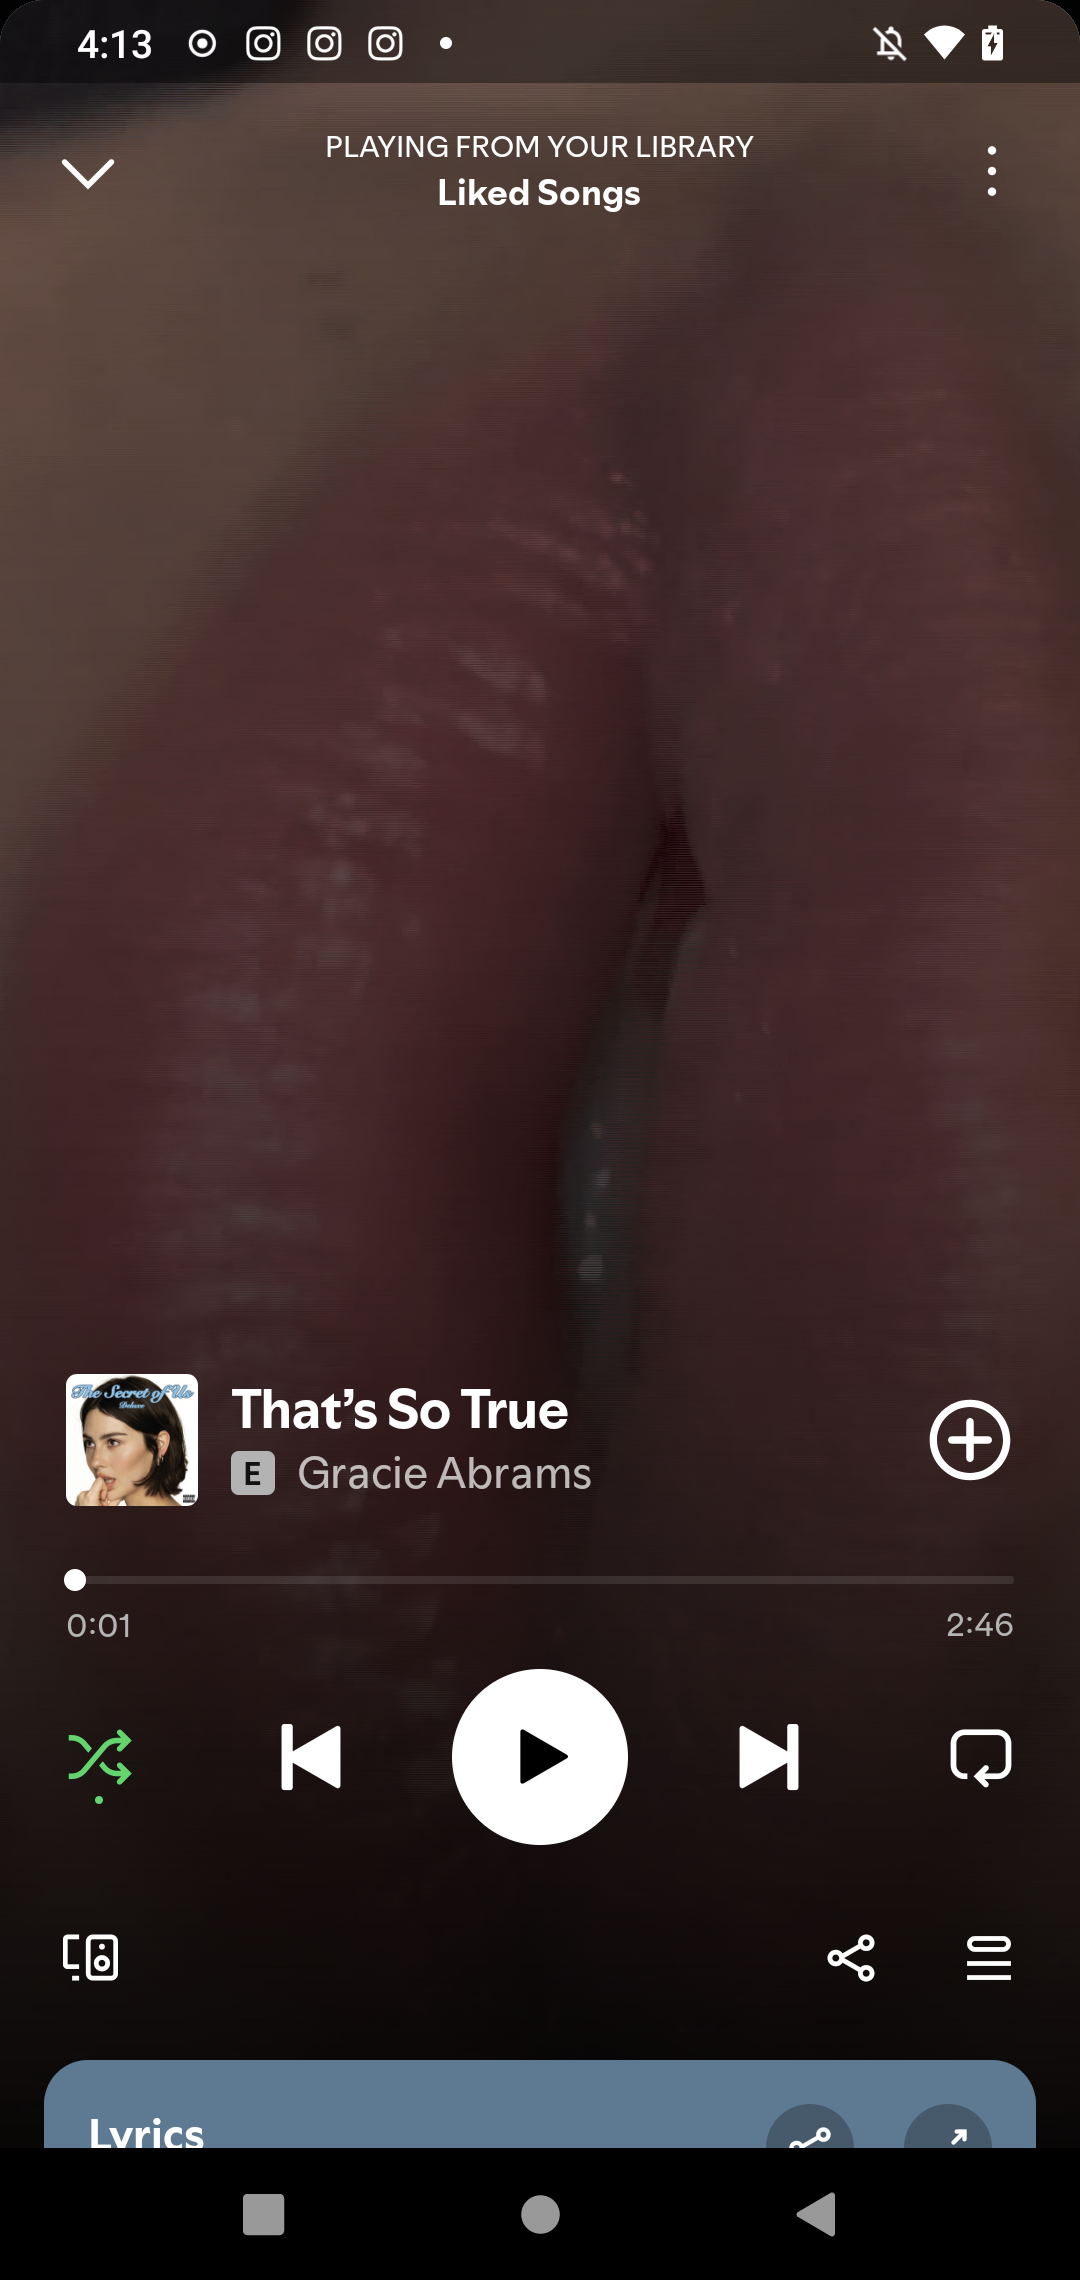 4:13
PLAYING FROM YOUR LIBRARY
Liked Songs
The Secret of Us
Deluxe
That's So True
E Gracie Abrams
0:01
2:46
Lyrics